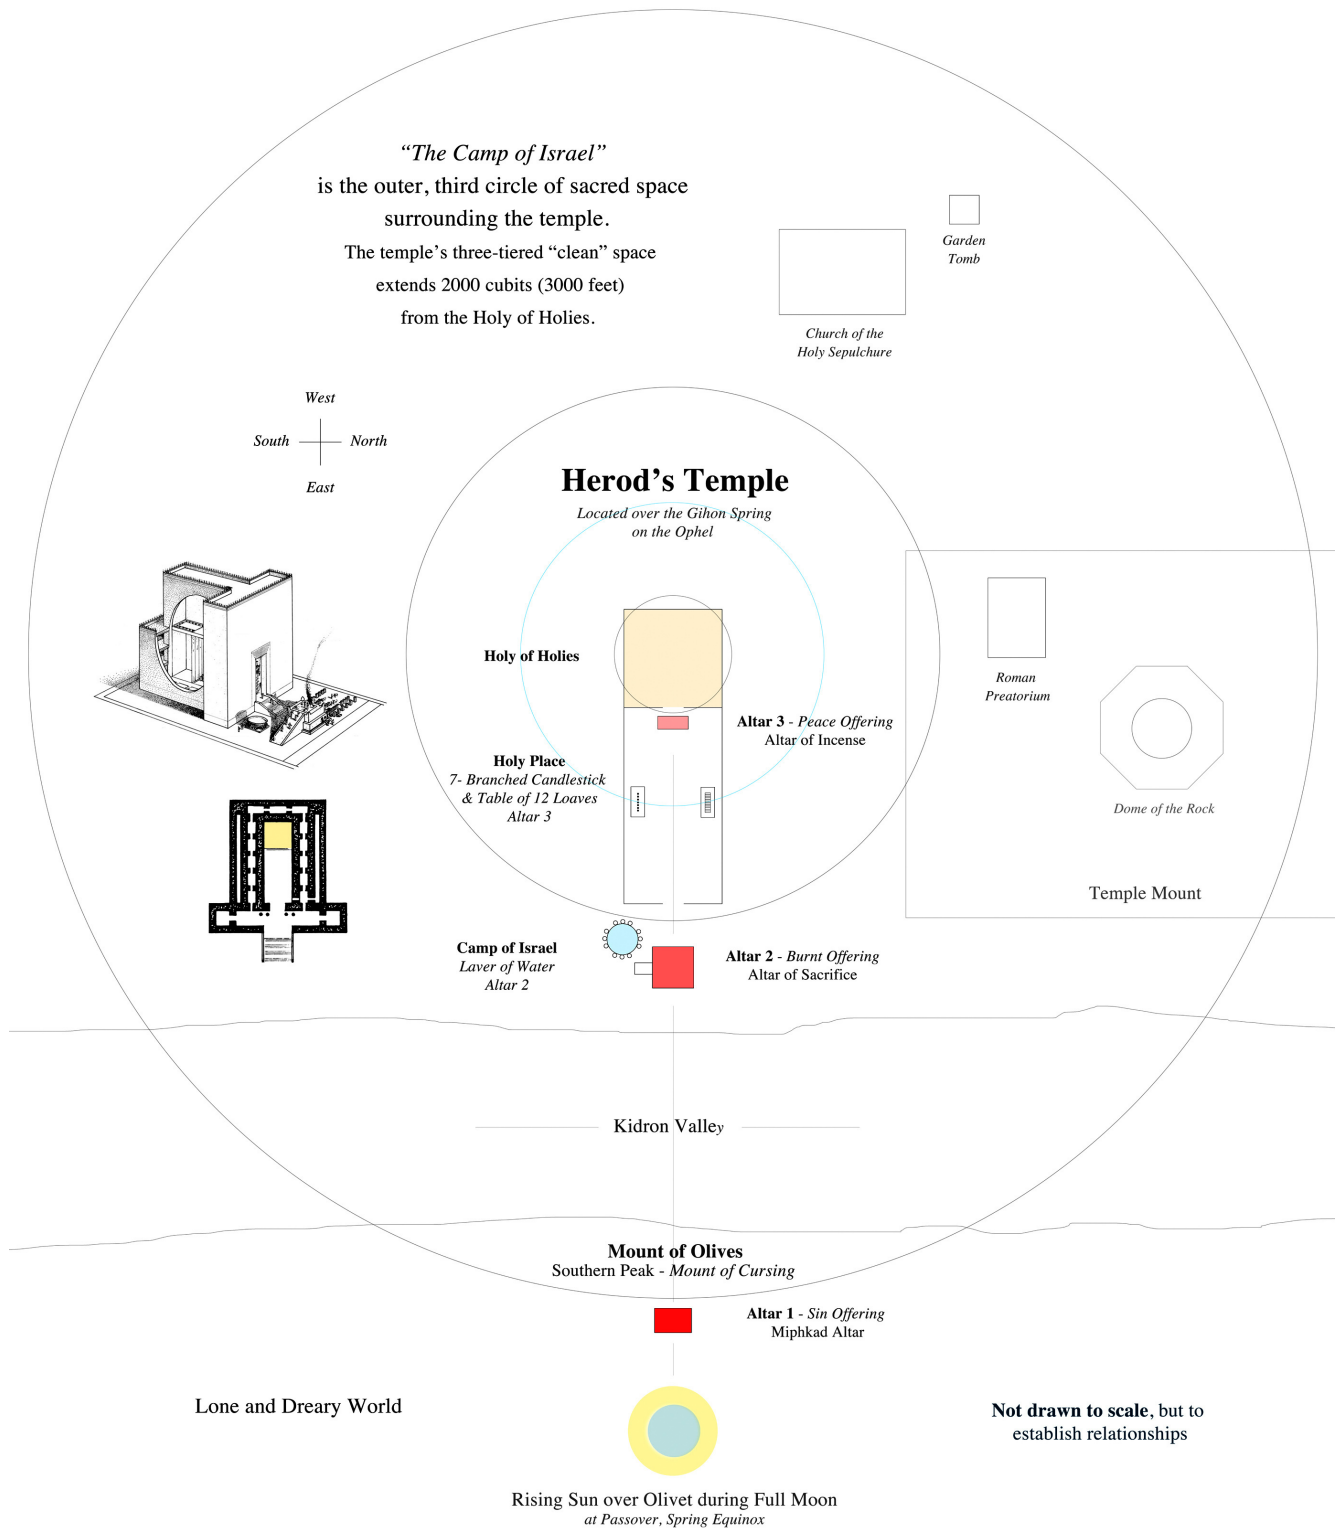 “The Camp of Israel”
is the outer, third circle of sacred space
surrounding the temple.
The temple’s three-tiered “clean” space
extends 2000 cubits (3000 feet)
from the Holy of Holies.
Garden
Tomb
Church of the
Holy Sepulchure
West
South
North
East
Herod’s Temple
Located over the Gihon Spring
on the Ophel
Holy of Holies
Roman
Preatorium
Altar 3 - Peace Offering
Altar of Incense
Holy Place
7- Branched Candlestick
& Table of 12 Loaves
Altar 3
Dome of the Rock
Temple Mount
Camp of Israel
Laver of Water
Altar 2
Altar 2 - Burnt Offering
Altar of Sacrifice
Kidron Valley
Mount of Olives
Southern Peak - Mount of Cursing
Altar 1 - Sin Offering
Miphkad Altar
Lone and Dreary World
Not drawn to scale, but to
establish relationships
Rising Sun over Olivet during Full Moon
at Passover, Spring Equinox